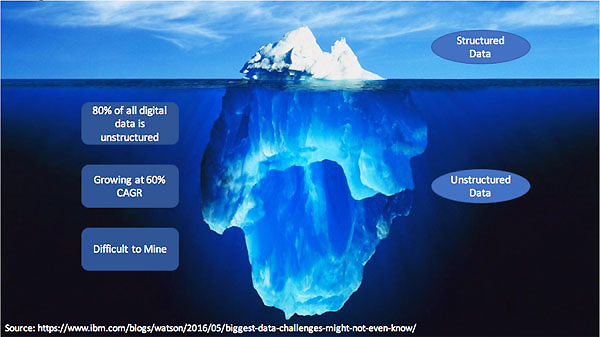 Structured
Data
80% of all digital
data is
unstructured
Growing at 60%
CAGR
Unstructured
Data
Difficult to Mine
Source: https://www.ibm.com/blogs/watson/2016/05/biggest-data-challenges-might-not-even-know/